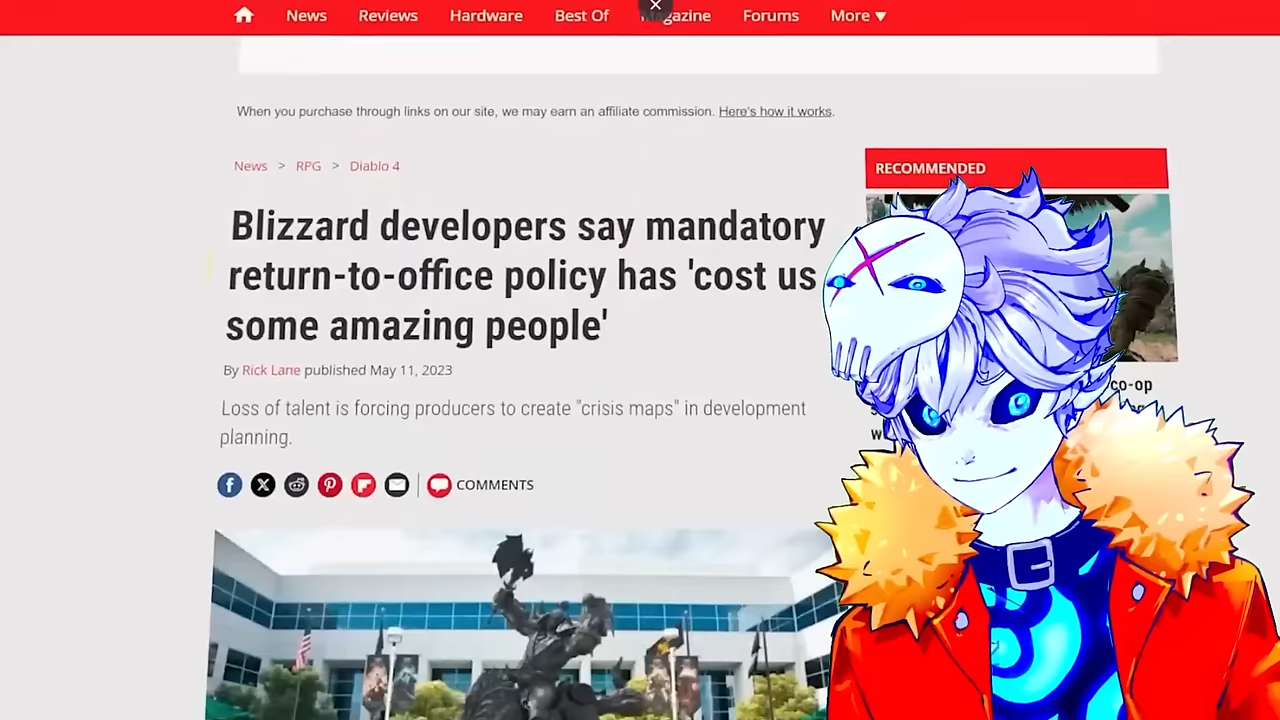 News Reviews Hardware Best Of Magazine Forums More ▼
When you purchase through links on our site, we may earn an affiliate commission. Here's how it works.
News > RPG > Diablo 4
RECOMMENDED
Blizzard developers say mandatory
return-to-office policy has 'cost us
some amazing people'
By Rick Lane published May 11, 2023
co-op
Loss of talent is forcing producers to create "crisis maps" in development
planning.
COMMENTS